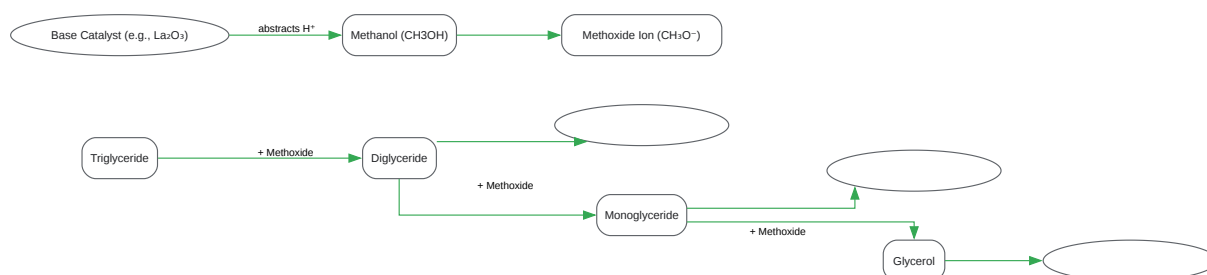 Base Catalyst (e.g., La₂O₃)
abstracts H⁺
Methanol (CH3OH)
Methoxide Ion (CH₃O⁻)
Triglyceride
+ Methoxide
Diglyceride
+ Methoxide
Monoglyceride
+ Methoxide
Glycerol